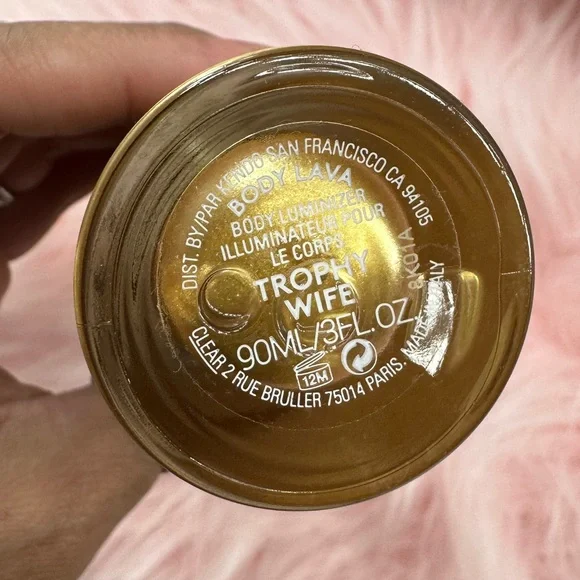 DIST. BY/PAR KENDO SAN FRANCISCO CA 94105
BODY LAVA
BODY LUMINIZER
ILLUMINATEUR POUR
LE CORPS
TROPHY
WIFE
90ML/3FL.OZ.
12M
CLEAR 2 RUE BRULLER 75014 PARIS. MADE ITALY